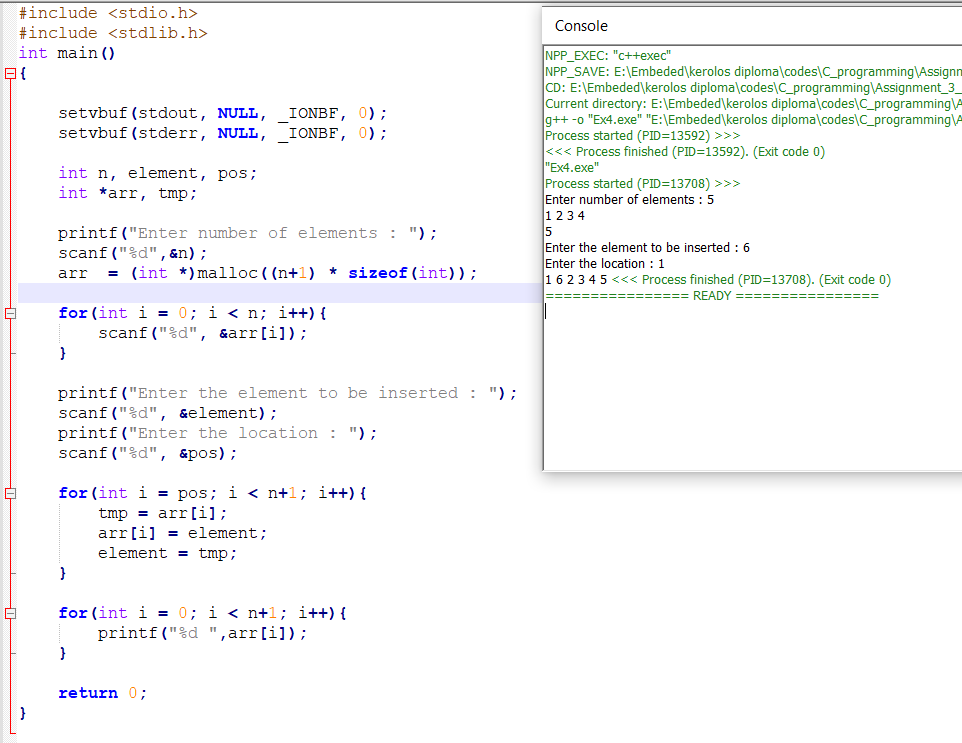 #include <stdio.h>
#include <stdlib.h>
int main()
{
setvbuf(stdout, NULL, _IONBF, 0);
setvbuf(stderr, NULL, _IONBF, 0);
int n, element, pos;
int *arr, tmp;
printf("Enter number of elements : ");
scanf("%d",&n);
arr  = (int *)malloc((n+1) * sizeof(int));
for(int i = 0; i < n; i++){
scanf("%d", &arr[i]);
}
printf("Enter the element to be inserted : ");
scanf("%d", &element);
printf("Enter the location : ");
scanf("%d", &pos);
for(int i = pos; i < n+1; i++){
tmp = arr[i];
arr[i] = element;
element = tmp;
}
for(int i = 0; i < n+1; i++){
printf("%d ",arr[i]);
}
return 0;
}
Console
NPP_EXEC: "c++exec"
NPP_SAVE: E:\Embeded\kerolos diploma\codes\C_programming\Assignm
CD: E:\Embeded\kerolos diploma\codes\C_programming\Assignment_3_
Current directory: E:\Embeded\kerolos diploma\codes\C_programming\A
g++ -o "Ex4.exe" "E:\Embeded\kerolos diploma\codes\C_programming\A
Process started (PID=13592) >>>
<<< Process finished (PID=13592). (Exit code 0)
"Ex4.exe"
Process started (PID=13708) >>>
Enter number of elements : 5
1 2 3 4
5
Enter the element to be inserted : 6
Enter the location : 1
1 6 2 3 4 5 <<< Process finished (PID=13708). (Exit code 0)
================ READY ================